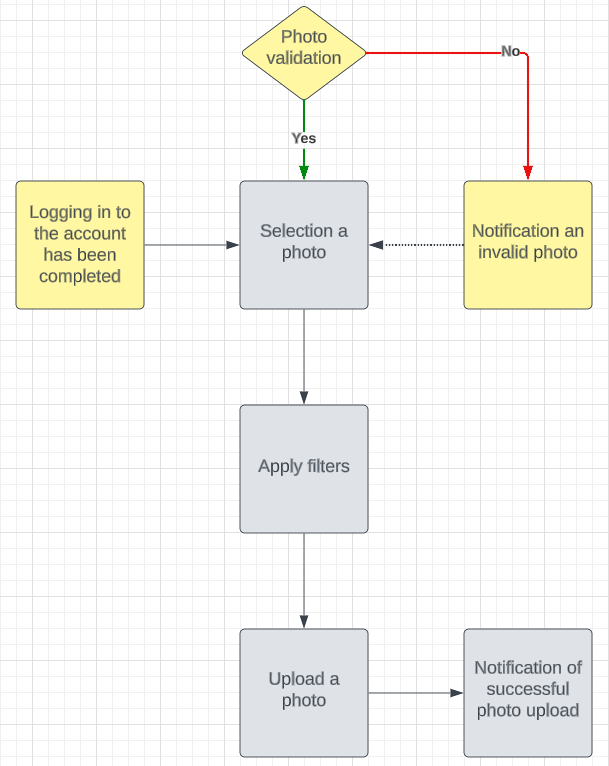 Photo
validation
No
Yes
Logging in to
the account
has been
completed
Selection a
photo
Notification an
invalid photo
Apply filters
Upload a
photo
Notification of
successful
photo upload